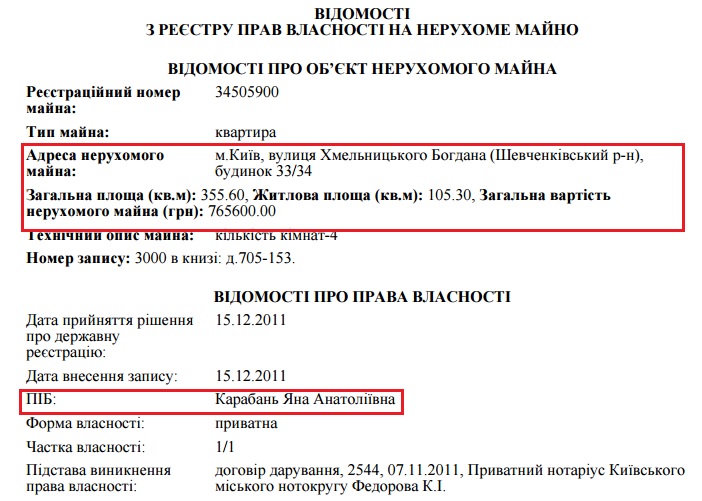 ВІДОМОСТІ
З РЕЄСТРУ ПРАВ ВЛАСНОСТІ НА НЕРУХОМЕ МАЙНО
ВІДОМОСТІ ПРО ОБ’ЄКТ НЕРУХОМОГО МАЙНА
Реєстраційний номер 34505900
майна:
Тип майна: квартира
Адреса нерухомого м.Київ, вулиця Хмельницького Богдана (Шевченківський р-н),
майна: будинок 33/34
Загальна площа (кв.м): 355.60, Житлова площа (кв.м): 105.30, Загальна вартість
нерухомого майна (грн): 765600.00
Технічний опис майна: кількість кімнат-4
Номер запису: 3000 в книзі: д.705-153.
ВІДОМОСТІ ПРО ПРАВА ВЛАСНОСТІ
Дата прийняття рішення 15.12.2011
про державну
реєстрацію:
Дата внесення запису: 15.12.2011
ПІБ: Карабань Яна Анатоліївна
Форма власності: приватна
Частка власності: 1/1
Підстава виникнення договір дарування, 2544, 07.11.2011, Приватний нотаріус Київського
права власності: міського нотокругу Федорова К.І.